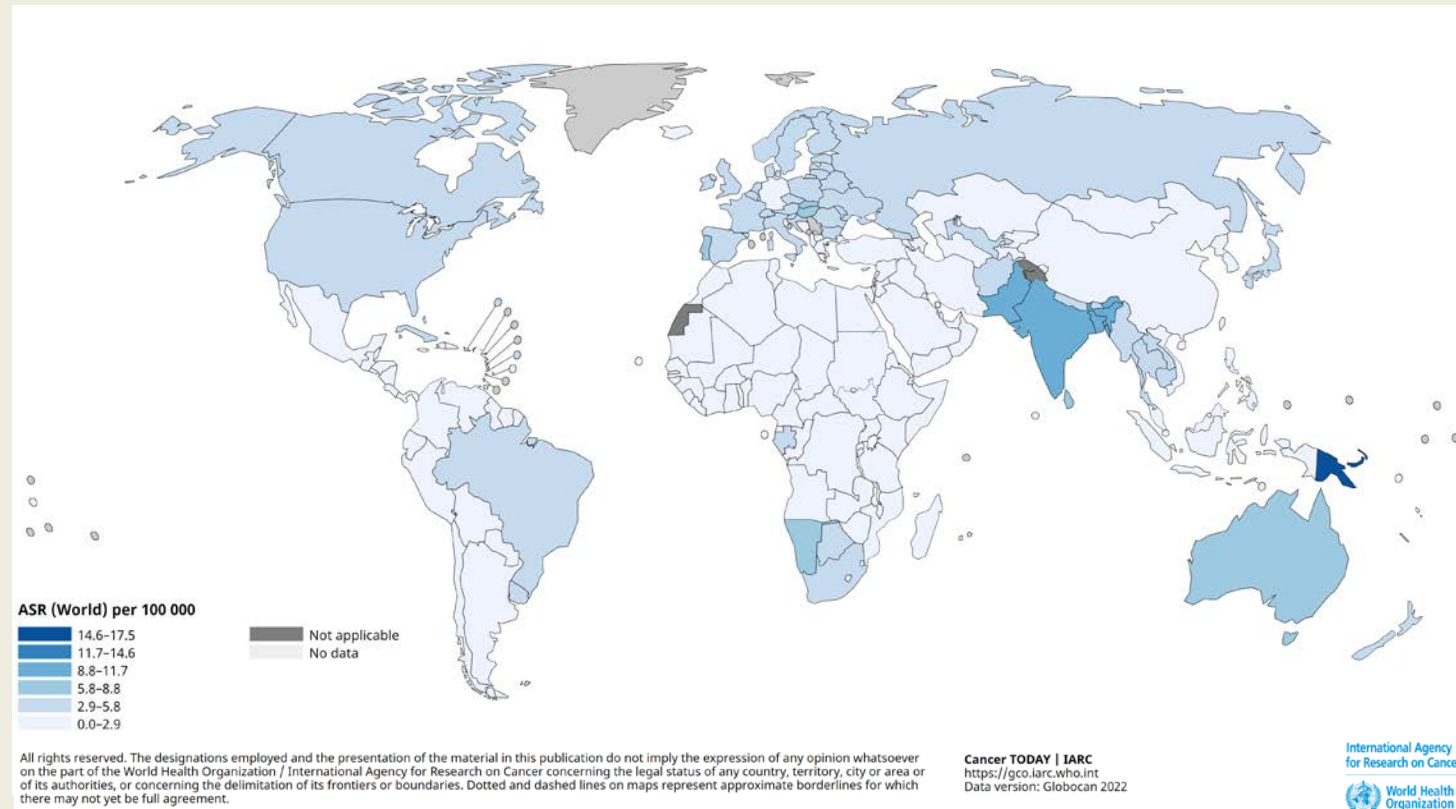 ASR (World) per 100 000
14.6–17.5
11.7–14.6
8.8–11.7
5.8–8.8
2.9–5.8
0.0–2.9
Not applicable
No data
All rights reserved. The designations employed and the presentation of the material in this publication do not imply the expression of any opinion whatsoever
on the part of the World Health Organization / International Agency for Research on Cancer concerning the legal status of any country, territory, city or area or
of its authorities, or concerning the delimitation of its frontiers or boundaries. Dotted and dashed lines on maps represent approximate borderlines for which
there may not yet be full agreement.
Cancer TODAY | IARC
https://gco.iarc.who.int
Data version: Globocan 2022
International Agency
for Research on Cance
World Health
Organization